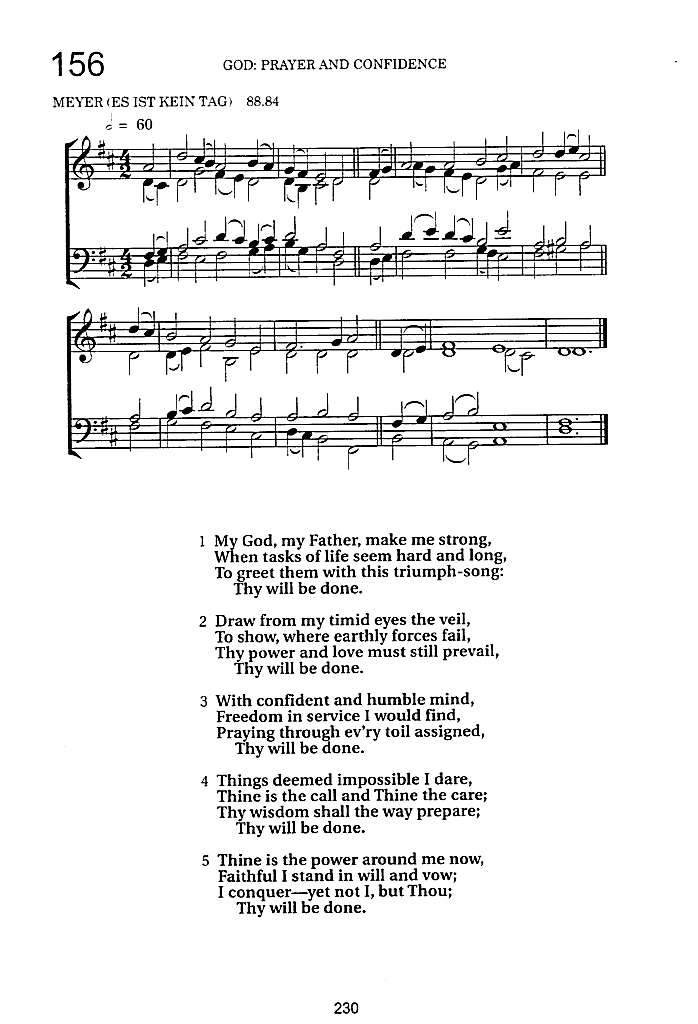 156
GOD: PRAYER AND CONFIDENCE
MEYER (ES IST KEIN TAG) 88.84
= 60
1 My God, my Father, make me strong,
When tasks of life seem hard and long,
To greet them with this triumph-song:
Thy will be done.
2 Draw from my timid eyes the veil,
To show, where earthly forces fail,
Thy power and love must still prevail,
Thy will be done.
3 With confident and humble mind,
Freedom in service I would find,
Praying through ev'ry toil assigned,
Thy will be done.
4 Things deemed impossible I dare,
Thine is the call and Thine the care;
Thy wisdom shall the way prepare;
Thy will be done.
5 Thine is the power around me now,
Faithful I stand in will and vow;
I conquer—yet not I, but Thou;
Thy will be done.
230